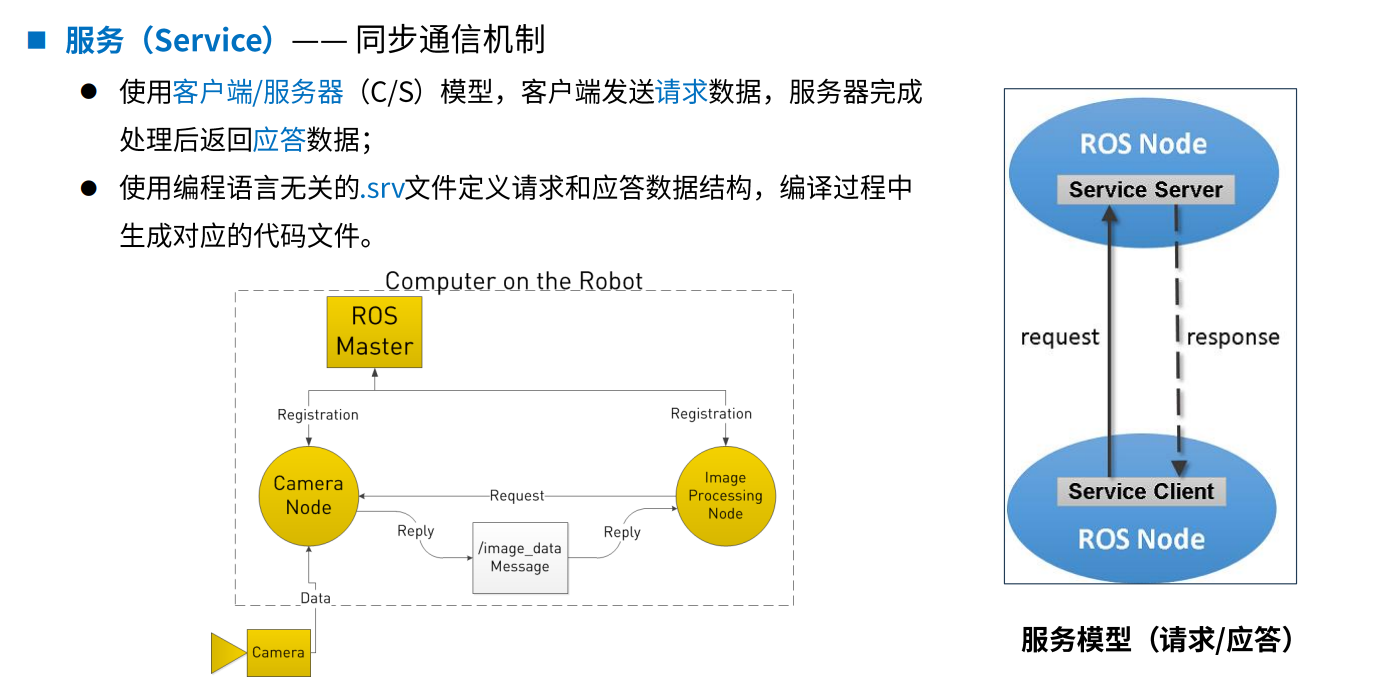 服务（Service）—— 同步通信机制
使用客户端/服务器（C/S）模型，客户端发送请求数据，服务器完成
处理后返回应答数据；
使用编程语言无关的.srv文件定义请求和应答数据结构，编译过程中
生成对应的代码文件。
Computer on the Robot
ROS
Master
Registration
Registration
Camera
Node
Request
Image
Processing
Node
Reply
Reply
/image_data
Message
Data
Camera
ROS Node
Service Server
request
response
Service Client
ROS Node
服务模型（请求/应答）